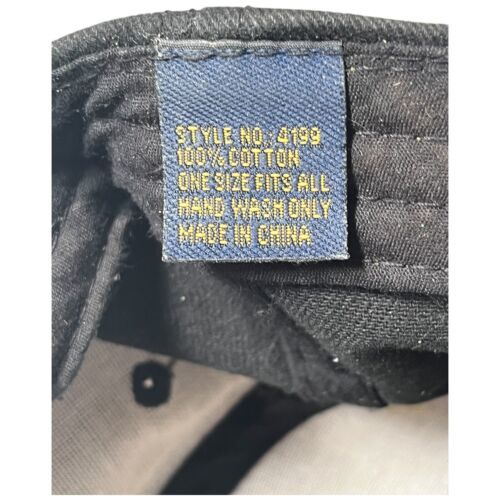 STYLE NO.: 4199
100% COTTON
ONE SIZE FITS ALL
HAND WASH ONLY
MADE IN CHINA